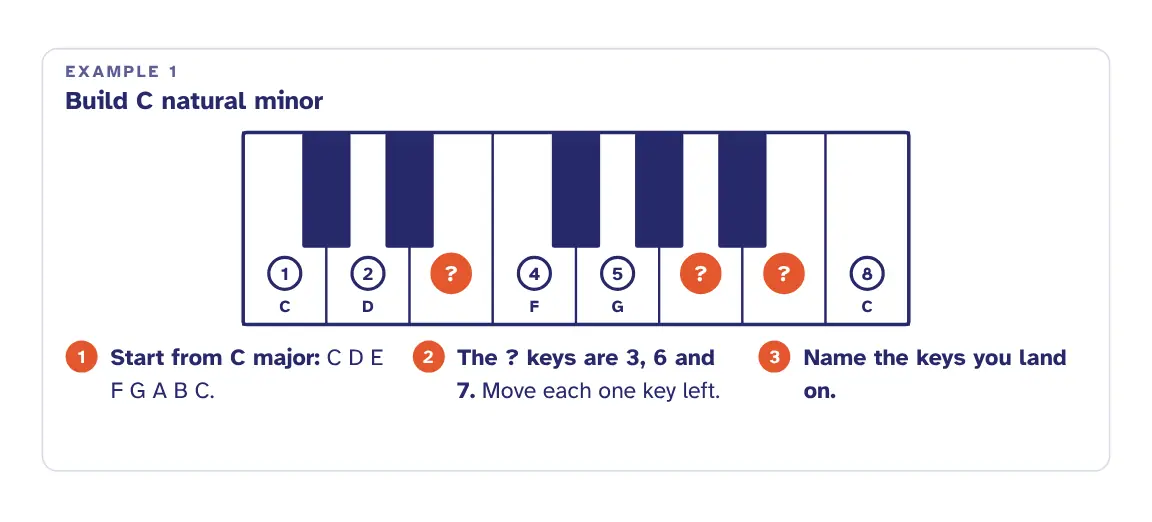 EXAMPLE 1
Build C natural minor
1 2 ? 4 5 ? ? 8
C D F G C
1 Start from C major: C D E
F G A B C.
2 The ? keys are 3, 6 and
7. Move each one key left.
3 Name the keys you land
on.